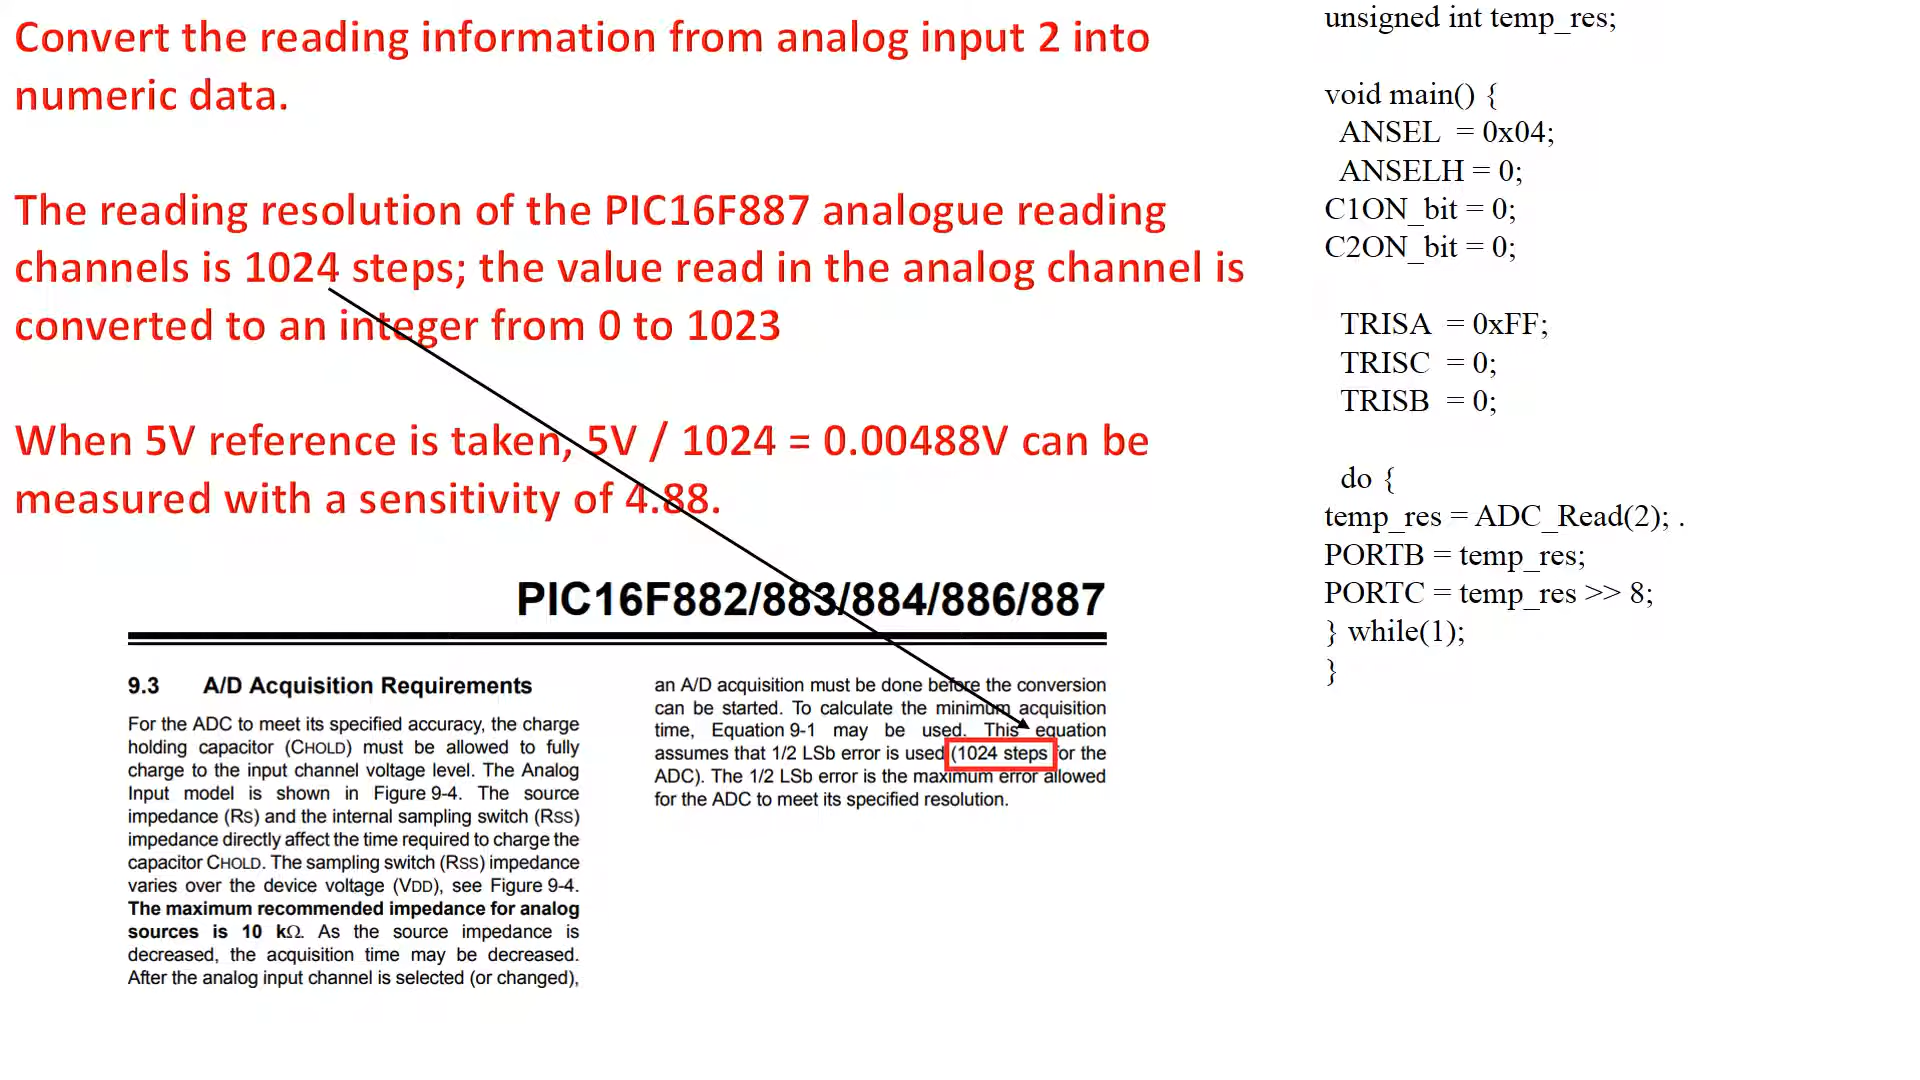 Convert the reading information from analog input 2 into
numeric data.
The reading resolution of the PIC16F887 analogue reading
channels is 1024 steps; the value read in the analog channel is
converted to an integer from 0 to 1023
When 5V reference is taken, 5V / 1024 = 0.00488V can be
measured with a sensitivity of 4.88.
PIC16F882/883/884/886/887
9.3 A/D Acquisition Requirements
For the ADC to meet its specified accuracy, the charge
holding capacitor (CHOLD) must be allowed to fully
charge to the input channel voltage level. The Analog
Input model is shown in Figure 9-4. The source
impedance (RS) and the internal sampling switch (RSS)
impedance directly affect the time required to charge the
capacitor CHOLD. The sampling switch (RSS) impedance
varies over the device voltage (VDD), see Figure 9-4.
The maximum recommended impedance for analog
sources is 10 kΩ. As the source impedance is
decreased, the acquisition time may be decreased.
After the analog input channel is selected (or changed),
an A/D acquisition must be done before the conversion
can be started. To calculate the minimum acquisition
time, Equation 9-1 may be used. This equation
assumes that 1/2 LSb error is used (1024 steps for the
ADC). The 1/2 LSb error is the maximum error allowed
for the ADC to meet its specified resolution.
unsigned int temp_res;
void main() {
ANSEL = 0x04;
ANSELH = 0;
C1ON_bit = 0;
C2ON_bit = 0;
TRISA = 0xFF;
TRISC = 0;
TRISB = 0;
do {
temp_res = ADC_Read(2); .
PORTB = temp_res;
PORTC = temp_res >> 8;
} while(1);
}